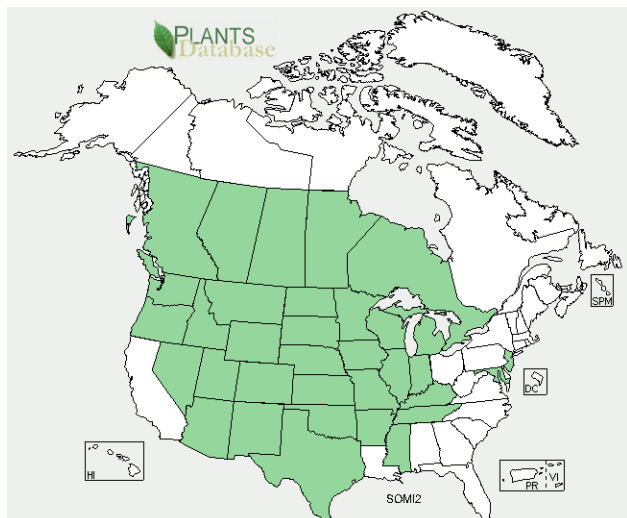 PLANTS
Database
SPM
DC
HI
PR
VI
SOMI2